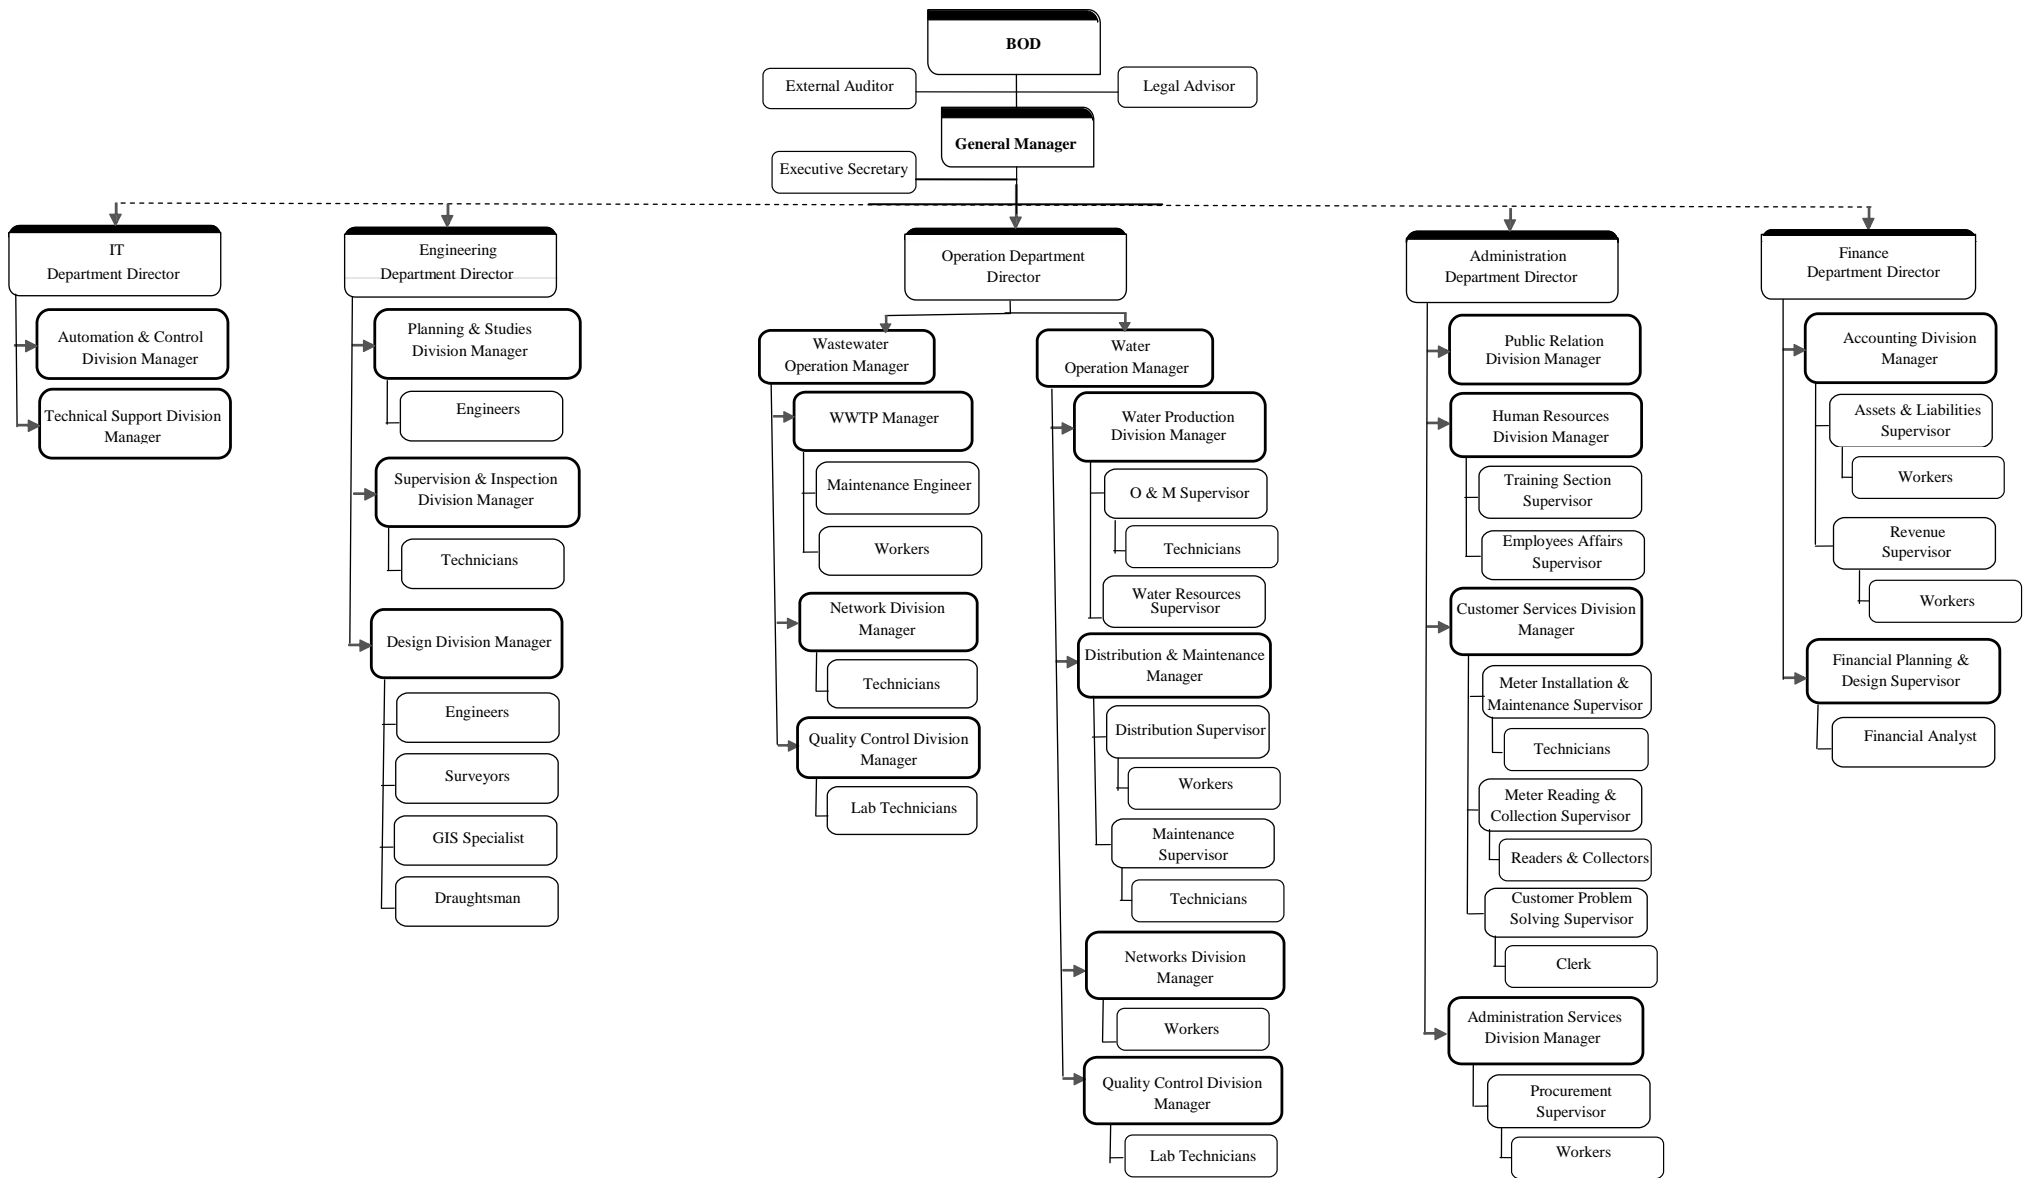 BOD
External Auditor
Legal Advisor
General Manager
Executive Secretary
IT
Department Director
Automation & Control
Division Manager
Technical Support Division
Manager
Engineering
Department Director
Planning & Studies
Division Manager
Engineers
Supervision & Inspection
Division Manager
Technicians
Design Division Manager
Engineers
Surveyors
GIS Specialist
Draughtsman
Operation Department
Director
Wastewater
Operation Manager
WWTP Manager
Maintenance Engineer
Workers
Network Division
Manager
Technicians
Quality Control Division
Manager
Lab Technicians
Water
Operation Manager
Water Production
Division Manager
O & M Supervisor
Technicians
Water Resources
Supervisor
Distribution & Maintenance
Manager
Distribution Supervisor
Workers
Maintenance
Supervisor
Technicians
Networks Division
Manager
Workers
Quality Control Division
Manager
Lab Technicians
Administration
Department Director
Public Relation
Division Manager
Human Resources
Division Manager
Training Section
Supervisor
Employees Affairs
Supervisor
Customer Services Division
Manager
Meter Installation &
Maintenance Supervisor
Technicians
Meter Reading &
Collection Supervisor
Readers & Collectors
Customer Problem
Solving Supervisor
Clerk
Administration Services
Division Manager
Procurement
Supervisor
Workers
Finance
Department Director
Accounting Division
Manager
Assets & Liabilities
Supervisor
Workers
Revenue
Supervisor
Workers
Financial Planning &
Design Supervisor
Financial Analyst